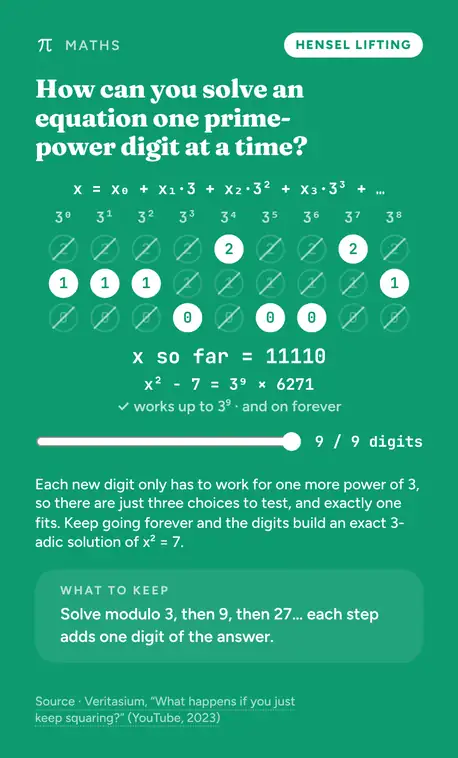 π MATHS
HENSEL LIFTING
How can you solve an
equation one prime-
power digit at a time?
x = x₀ + x₁·3 + x₂·3² + x₃·3³ + …
3⁰ 3¹ 3² 3³ 3⁴ 3⁵ 3⁶ 3⁷ 3⁸
2 2 2 2 2 2 2 2 2
1 1 1 1 1 1 1 1 1
0 0 0 0 0 0 0 0 0
x so far = 11110
x² - 7 = 3⁹ × 6271
✓ works up to 3⁹ · and on forever
9 / 9 digits
Each new digit only has to work for one more power of 3,
so there are just three choices to test, and exactly one
fits. Keep going forever and the digits build an exact 3-
adic solution of x² = 7.
WHAT TO KEEP
Solve modulo 3, then 9, then 27… each step
adds one digit of the answer.
Source · Veritasium, “What happens if you just
keep squaring?” (YouTube, 2023)